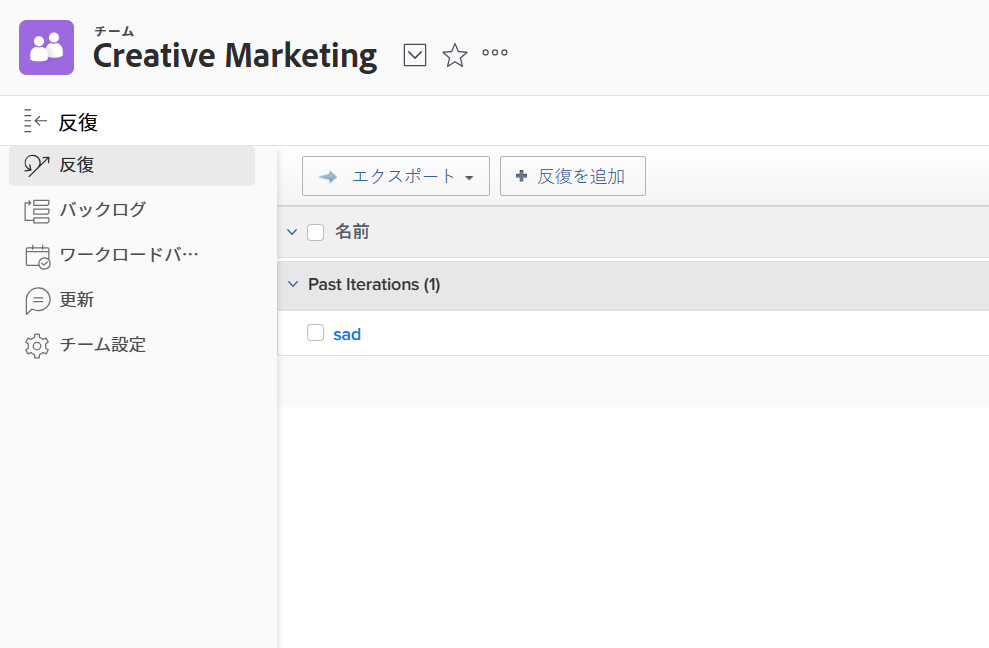 チーム
Creative Marketing
反復
反復
バックログ
ワークロードバ…
更新
チーム設定
エクスポート
反復を追加
名前
Past Iterations (1)
sad